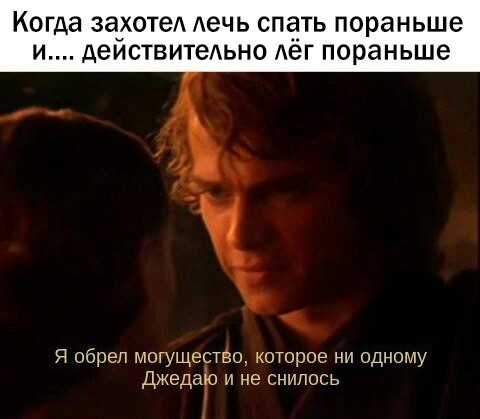 Когда захотел лечь спать пораньше
и.... действительно лёг пораньше
Я обрел могущество, которое ни одному
Джедаю и не снилось